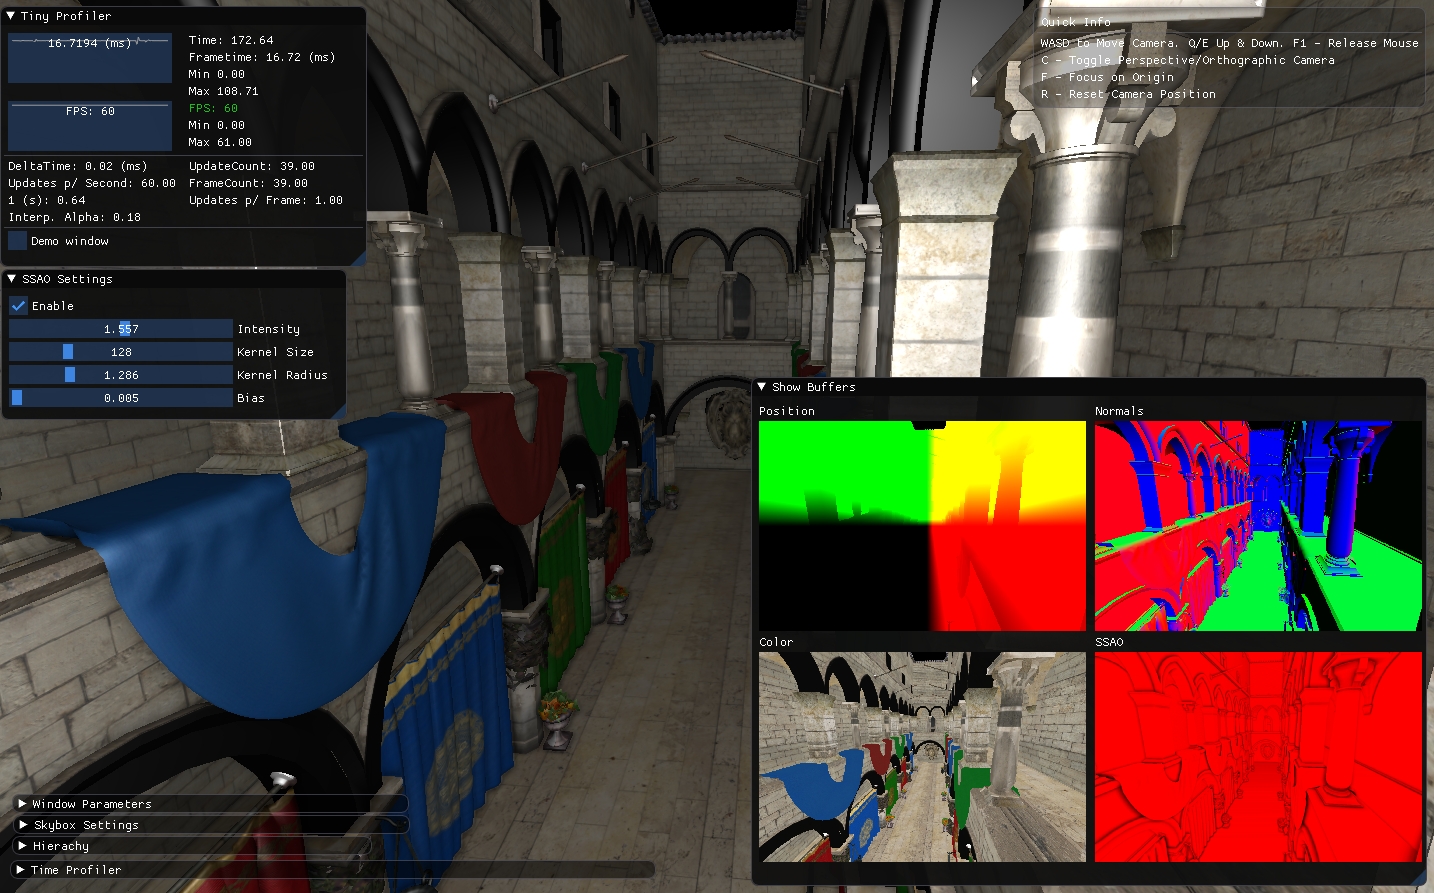 Tiny Profiler
16.7194 (ms)
FPS: 60
Time: 172.64
Frametime: 16.72 (ms)
Min 0.00
Max 108.71
FPS: 60
Min 0.00
Max 61.00
DeltaTime: 0.02 (ms)
Updates p/ Second: 60.00
1 (s): 0.64
Interp. Alpha: 0.18
UpdateCount: 39.00
FrameCount: 39.00
Updates p/ Frame: 1.00
Demo window
SSAO Settings
Enable
1.557 Intensity
128 Kernel Size
1.286 Kernel Radius
0.005 Bias
Quick Info
WASD to Move Camera. Q/E Up & Down. F1 - Release Mouse
C - Toggle Perspective/Orthographic Camera
F - Focus on Origin
R - Reset Camera Position
Show Buffers
Position
Normals
Color
SSAO
Window Parameters
Skybox Settings
Hierachy
Time Profiler